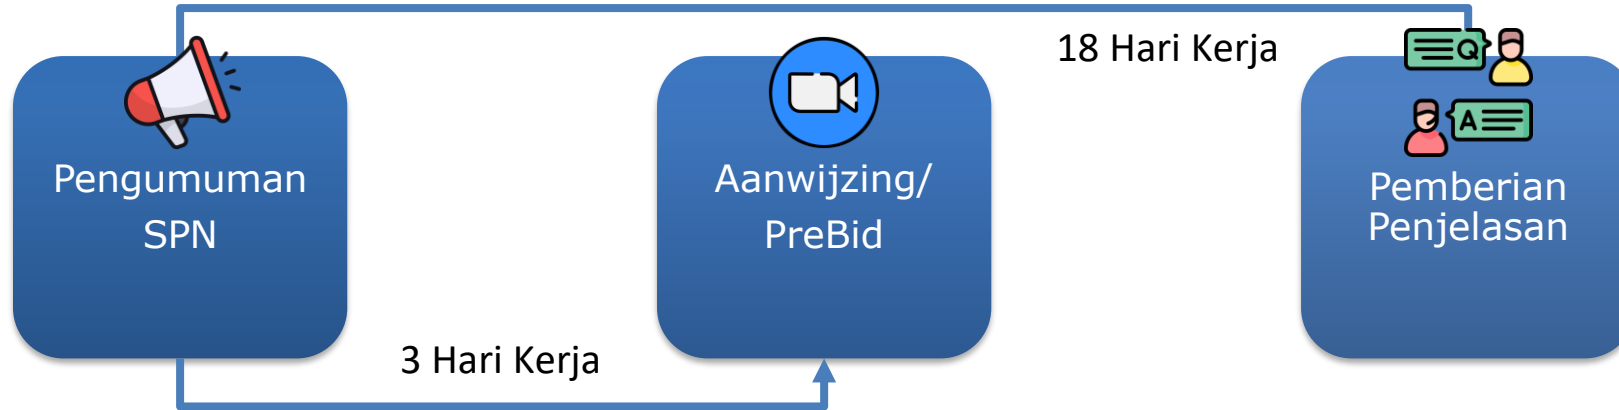 18 Hari Kerja
Q
A
Pengumuman
SPN
Aanwijzing/
PreBid
Pemberian
Penjelasan
3 Hari Kerja